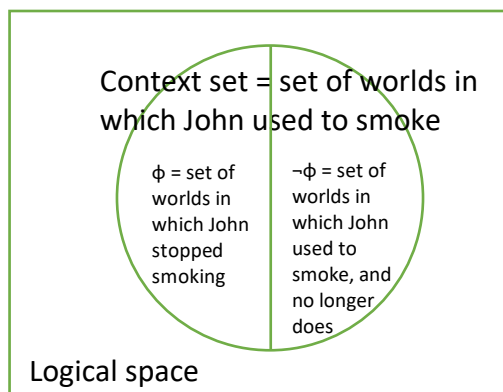 Context set = set of worlds in
which John used to smoke
ϕ = set of
worlds in
which John
stopped
smoking
¬ϕ = set of
worlds in
which John
used to
smoke, and
no longer
does
Logical space